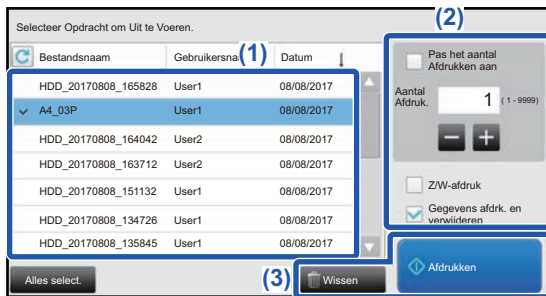 (2)
Selecteer Opdracht om Uit te Voeren.
Bestandsnaam Gebruikersna (1) Datum
HDD_20170808_165828 User1 08/08/2017
A4_03P User1 08/08/2017
HDD_20170808_164042 User2 08/08/2017
HDD_20170808_163712 User2 08/08/2017
HDD_20170808_151132 User1 08/08/2017
HDD_20170808_134726 User1 08/08/2017
HDD_20170808_135845 User1 08/08/2017
Pas het aantal
Afdrukken aan
Aantal
Afdruk.
1 (1-9999)
Z/W-afdruk
Gegevens afdrk. en
verwijderen
Alles select.
(3) Wissen
Afdrukken